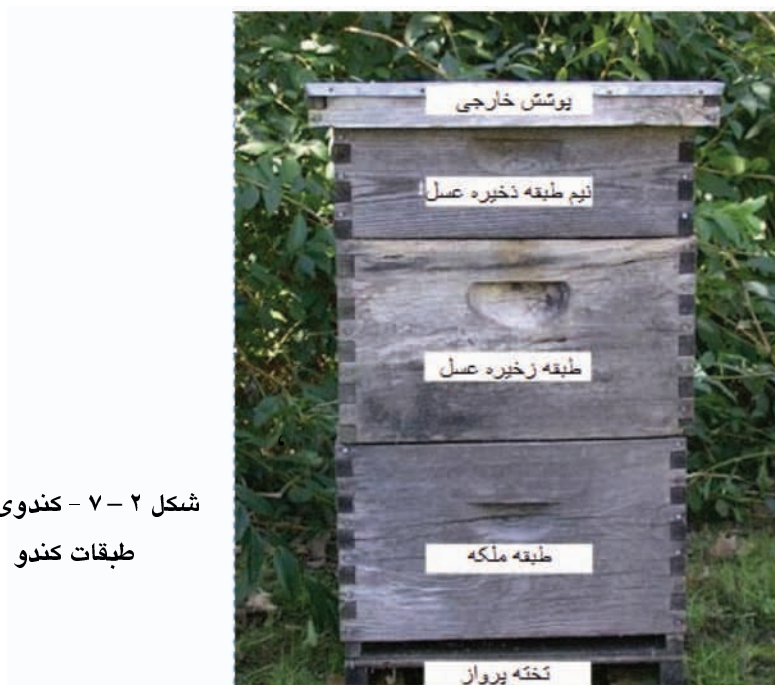 پوشش خارجی
نیم طبقه ذخیره عسل
طبقه زخیره عسل
طبقه ملکه
تخته پرواز
شکل ۲ – ۷ – کندوی
طبقات کندو